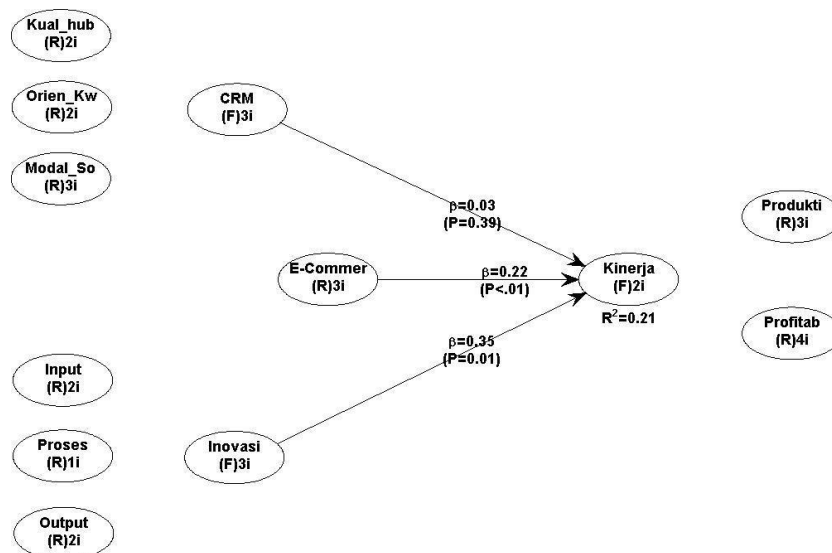 Kual_hub
(R)2i
Orien_Kw
(R)2i
CRM
(F)3i
Modal_So
(R)3i
β=0.03
(P=0.39)
Produkti
(R)3i
E-Commer
(R)3i
β=0.22
(P<.01)
Kinerja
(F)2i
R²=0.21
Profitab
(R)4i
β=0.35
(P=0.01)
Input
(R)2i
Proses
(R)1i
Inovasi
(F)3i
Output
(R)2i